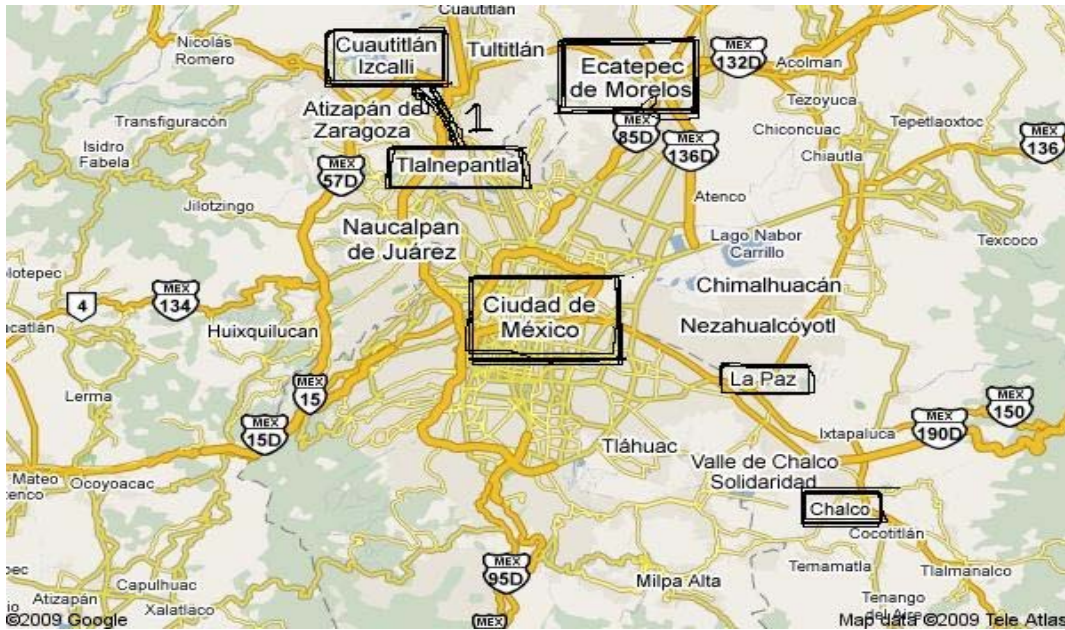 Cuautitlán
Nicolás
Romero
Cuautitlán
Izcalli
Tultitlán
Ecatepec
de Morelos
MEX
132D
Acolman
Atizapán de
Zaragoza
1
Transfiguracón
Tezoyuca
Isidro
Fabela
MEX
85D
MEX
136D
Chiconcuac
Tepetlaoxtoc
MEX
136
Chiautla
MEX
57D
Tlalnepantla
Jilotzingo
Atenco
Naucalpan
de Juárez
Lago Nabor
Carrillo
Texcoco
Chimalhuacán
4
MEX
134
Huixquilucan
Ciudad de
México
Nezahualcóyotl
La Paz
Lerma
MEX
15
MEX
15D
MEX
150
MEX
190D
Ixtapaluca
Tláhuac
Valle de Chalco
Solidaridad
Mateo
Ocoyoacac
Chalco
Cocotitlán
MEX
95D
Temamatla
Tlalmanalco
Milpa Alta
Capulhuac
Atizapán
Xalatlaco
Tenango
del Aire
MEX
©2009 Google
Map data ©2009 Tele Atlas